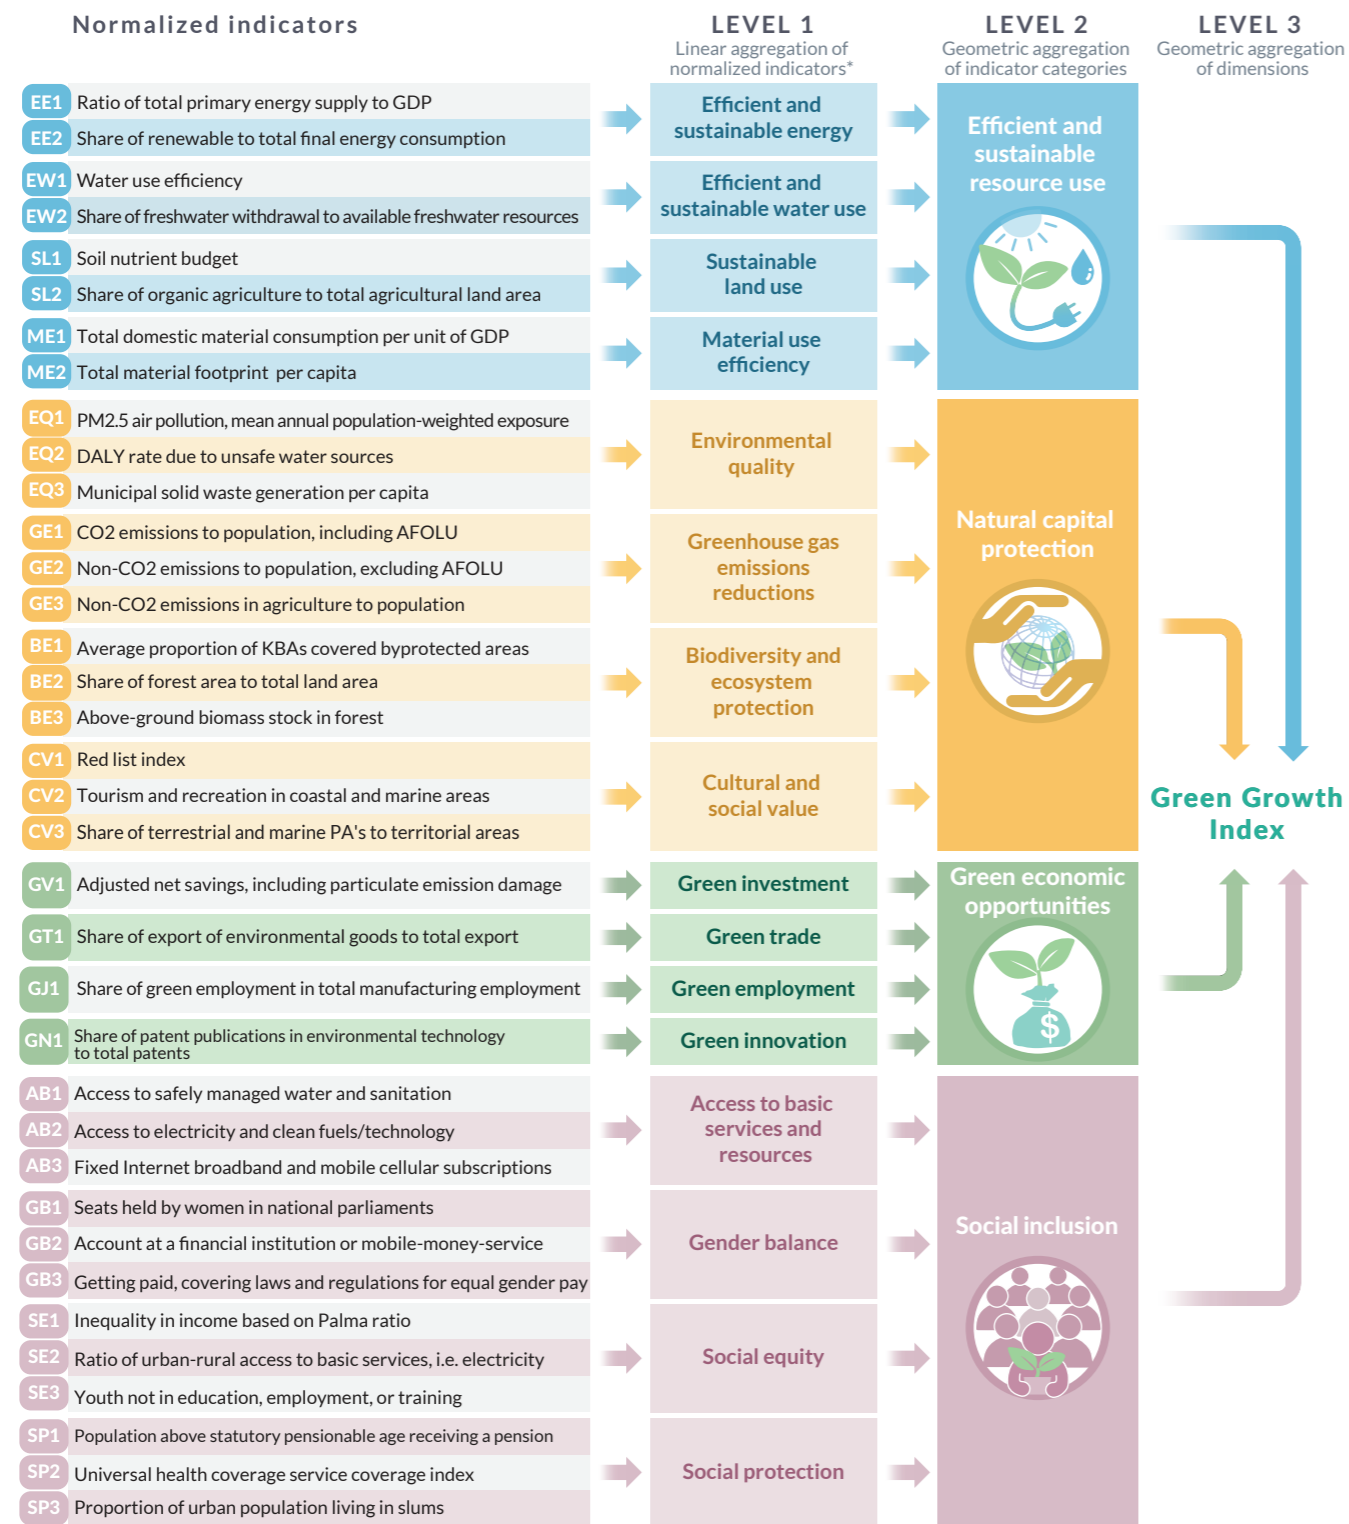 Normalized indicators
LEVEL 1
Linear aggregation of
normalized indicators*
LEVEL 2
Geometric aggregation
of indicator categories
LEVEL 3
Geometric aggregation
of dimensions
EE1 Ratio of total primary energy supply to GDP
EE2 Share of renewable to total final energy consumption
Efficient and
sustainable energy
EW1 Water use efficiency
EW2 Share of freshwater withdrawal to available freshwater resources
Efficient and
sustainable water use
SL1 Soil nutrient budget
SL2 Share of organic agriculture to total agricultural land area
Sustainable
land use
ME1 Total domestic material consumption per unit of GDP
ME2 Total material footprint per capita
Material use
efficiency
Efficient and
sustainable
resource use
EQ1 PM2.5 air pollution, mean annual population-weighted exposure
EQ2 DALY rate due to unsafe water sources
EQ3 Municipal solid waste generation per capita
Environmental
quality
GE1 CO2 emissions to population, including AFOLU
GE2 Non-CO2 emissions to population, excluding AFOLU
GE3 Non-CO2 emissions in agriculture to population
Greenhouse gas
emissions
reductions
BE1 Average proportion of KBAs covered byprotected areas
BE2 Share of forest area to total land area
BE3 Above-ground biomass stock in forest
Biodiversity and
ecosystem
protection
CV1 Red list index
CV2 Tourism and recreation in coastal and marine areas
CV3 Share of terrestrial and marine PA's to territorial areas
Cultural and
social value
Natural capital
protection
GV1 Adjusted net savings, including particulate emission damage
Green investment
GT1 Share of export of environmental goods to total export
Green trade
GJ1 Share of green employment in total manufacturing employment
Green employment
GN1 Share of patent publications in environmental technology
to total patents
Green innovation
Green economic
opportunities
$
AB1 Access to safely managed water and sanitation
AB2 Access to electricity and clean fuels/technology
AB3 Fixed Internet broadband and mobile cellular subscriptions
Access to basic
services and
resources
GB1 Seats held by women in national parliaments
GB2 Account at a financial institution or mobile-money-service
GB3 Getting paid, covering laws and regulations for equal gender pay
Gender balance
SE1 Inequality in income based on Palma ratio
SE2 Ratio of urban-rural access to basic services, i.e. electricity
SE3 Youth not in education, employment, or training
Social equity
SP1 Population above statutory pensionable age receiving a pension
SP2 Universal health coverage service coverage index
SP3 Proportion of urban population living in slums
Social protection
Social inclusion
Green Growth
Index